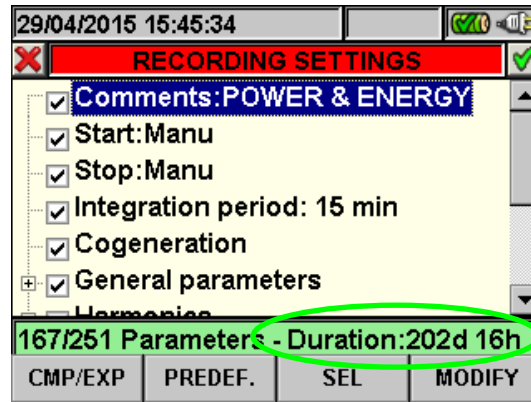 29/04/2015 15:45:34
RECORDING SETTINGS
Comments:POWER & ENERGY
Start:Manu
Stop:Manu
Integration period: 15 min
Cogeneration
General parameters
Harmonics
167/251 Parameters - Duration:202d 16h
CMP/EXP PREDEF. SEL MODIFY